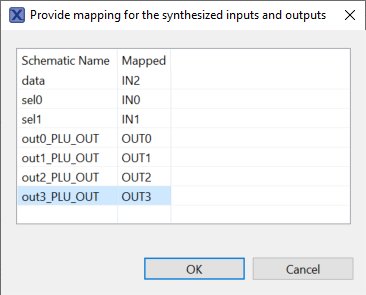 Provide mapping for the synthesized inputs and outputs
Schematic Name Mapped
data IN2
sel0 IN0
sel1 IN1
out0_PLU_OUT OUT0
out1_PLU_OUT OUT1
out2_PLU_OUT OUT2
out3_PLU_OUT OUT3
OK Cancel